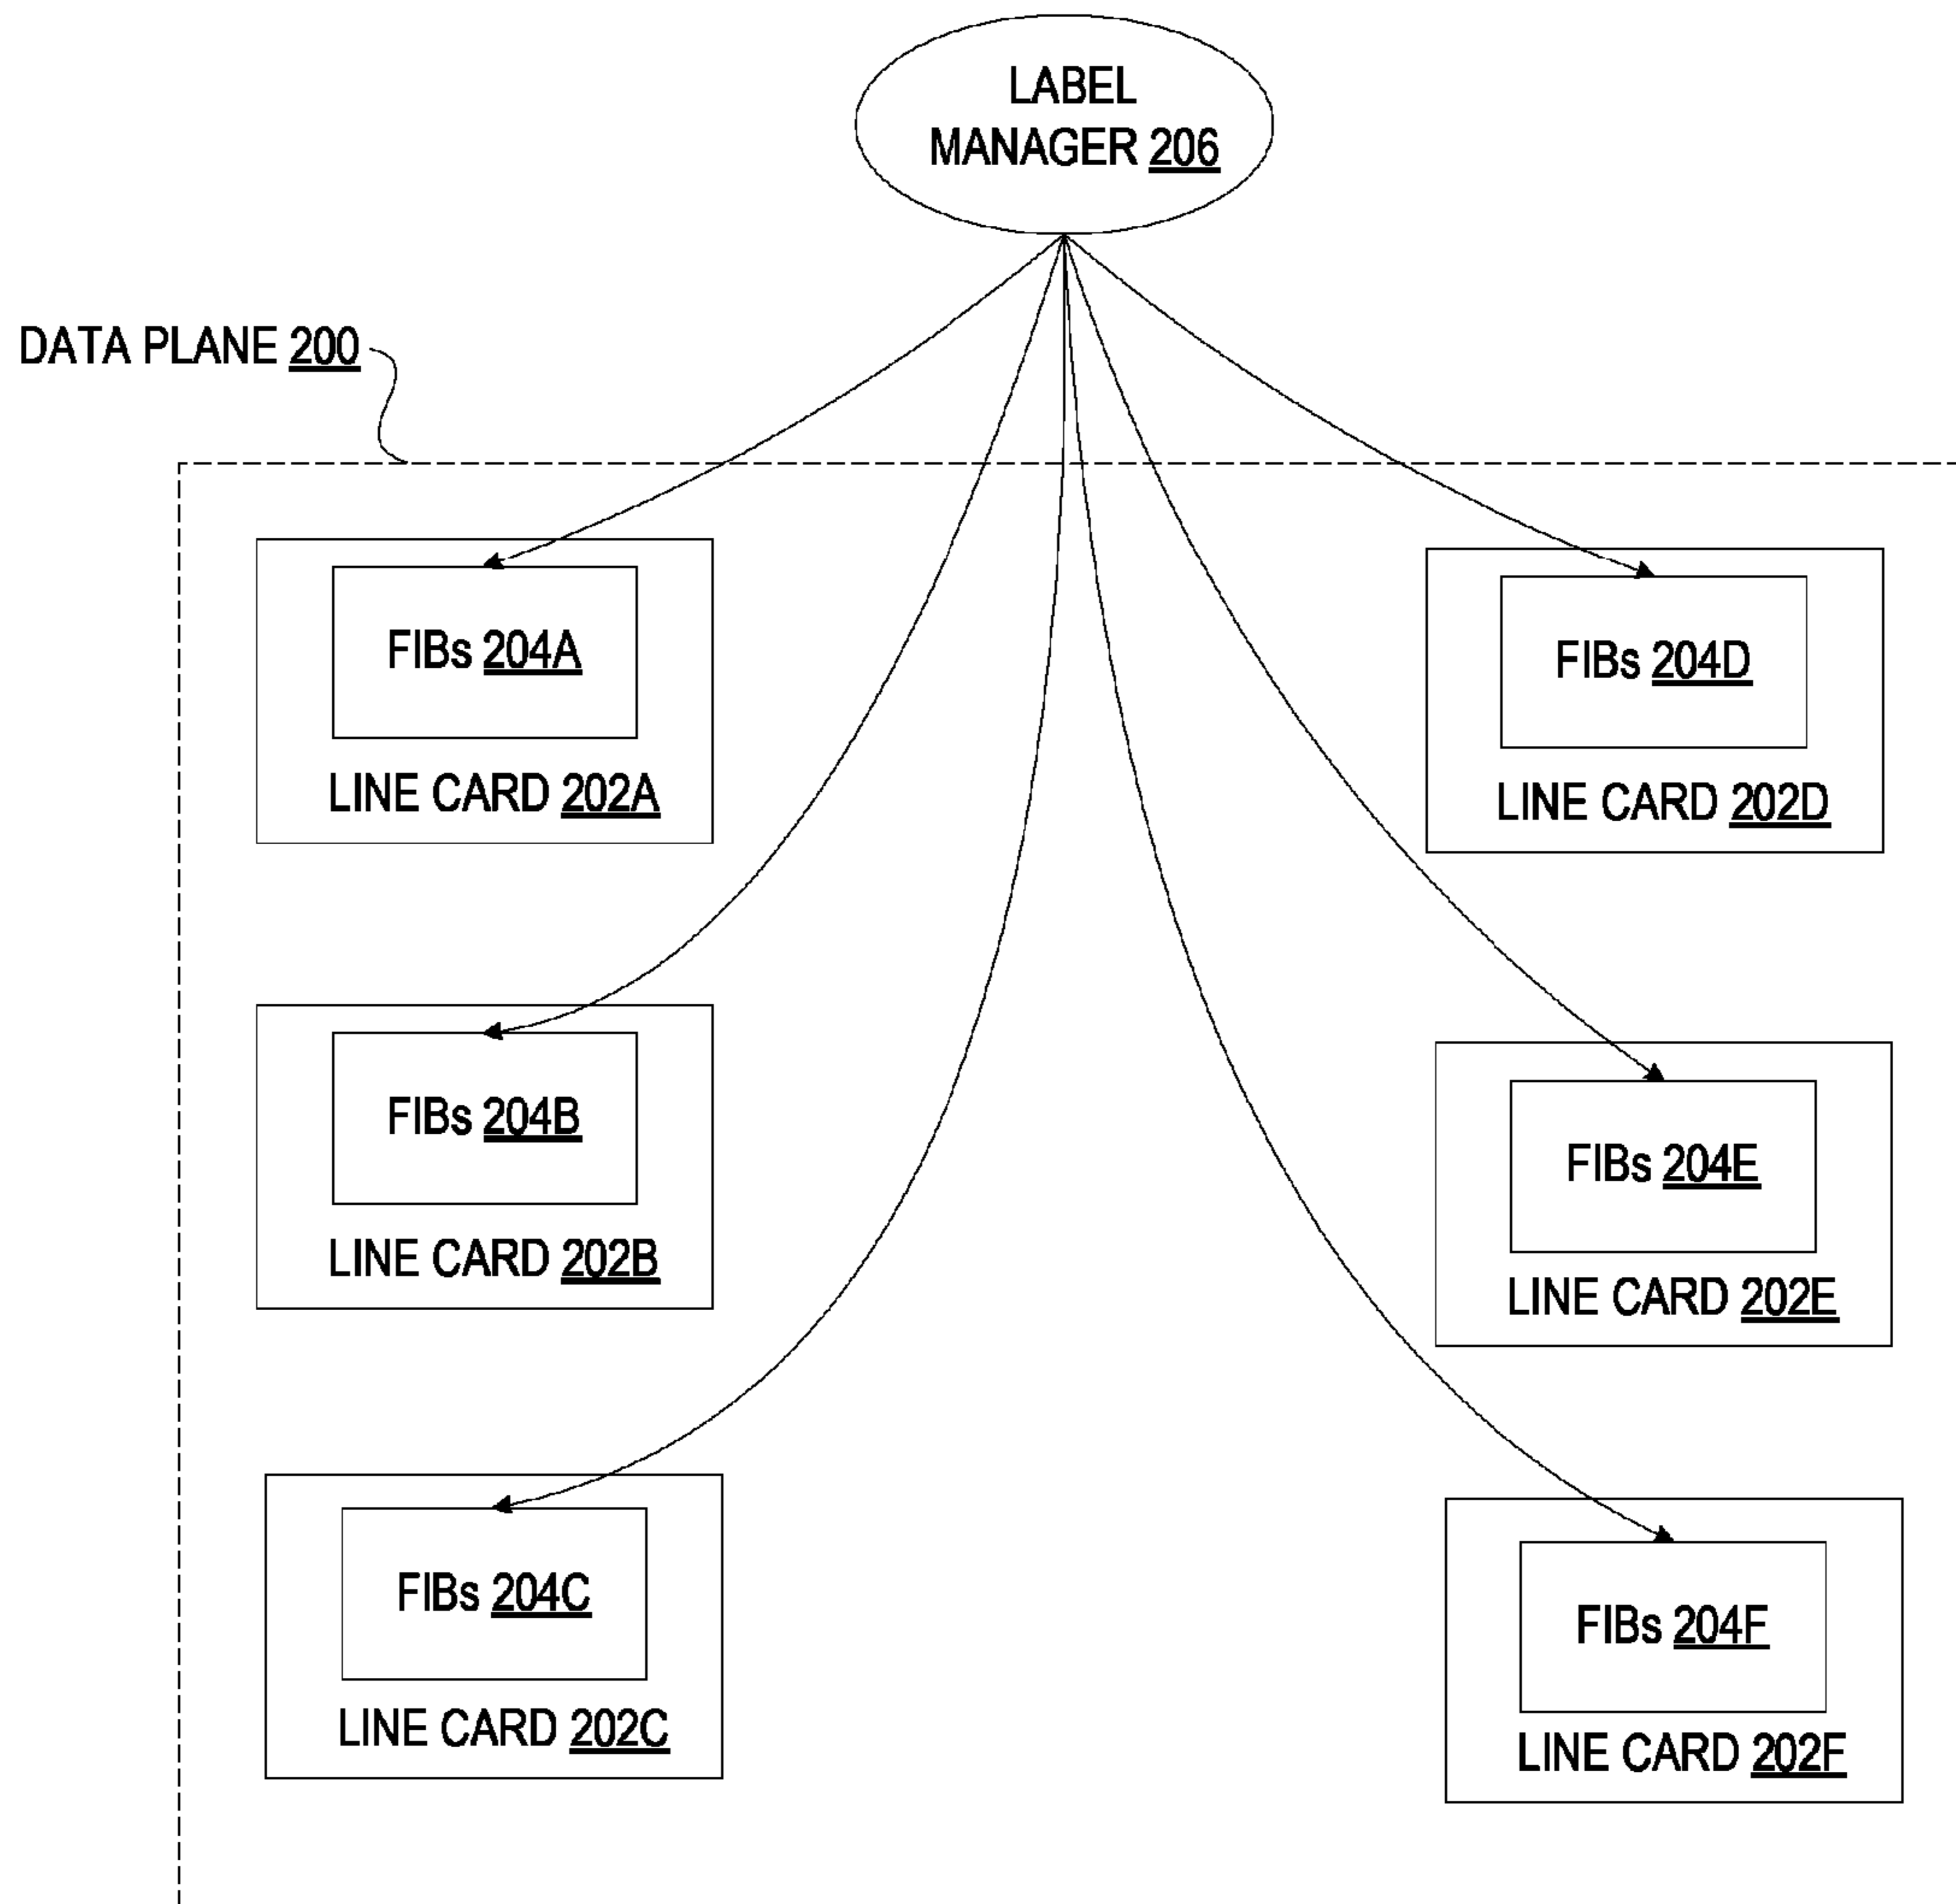 LABEL
MANAGER 206
DATA PLANE 200
FIBs 204A
LINE CARD 202A
FIBs 204D
LINE CARD 202D
FIBs 204B
LINE CARD 202B
FIBs 204E
LINE CARD 202E
FIBs 204C
LINE CARD 202C
FIBs 204F
LINE CARD 202F